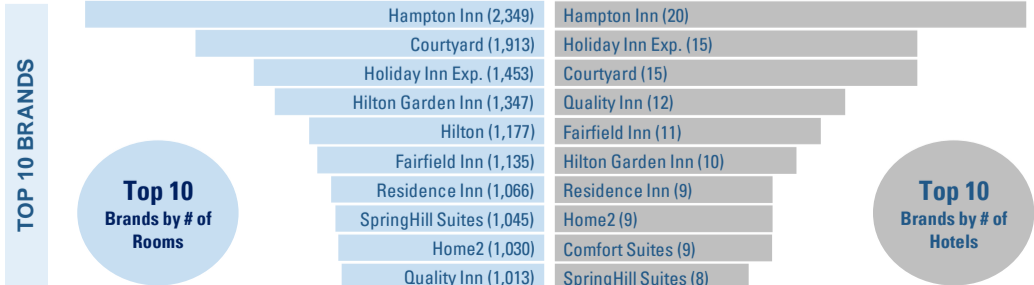 TOP 10 BRANDS
Top 10
Brands by # of
Rooms
Hampton Inn (2,349)
Courtyard (1,913)
Holiday Inn Exp. (1,453)
Hilton Garden Inn (1,347)
Hilton (1,177)
Fairfield Inn (1,135)
Residence Inn (1,066)
SpringHill Suites (1,045)
Home2 (1,030)
Quality Inn (1,013)
Hampton Inn (20)
Holiday Inn Exp. (15)
Courtyard (15)
Quality Inn (12)
Fairfield Inn (11)
Hilton Garden Inn (10)
Residence Inn (9)
Home2 (9)
Comfort Suites (9)
SpringHill Suites (8)
Top 10
Brands by # of
Hotels